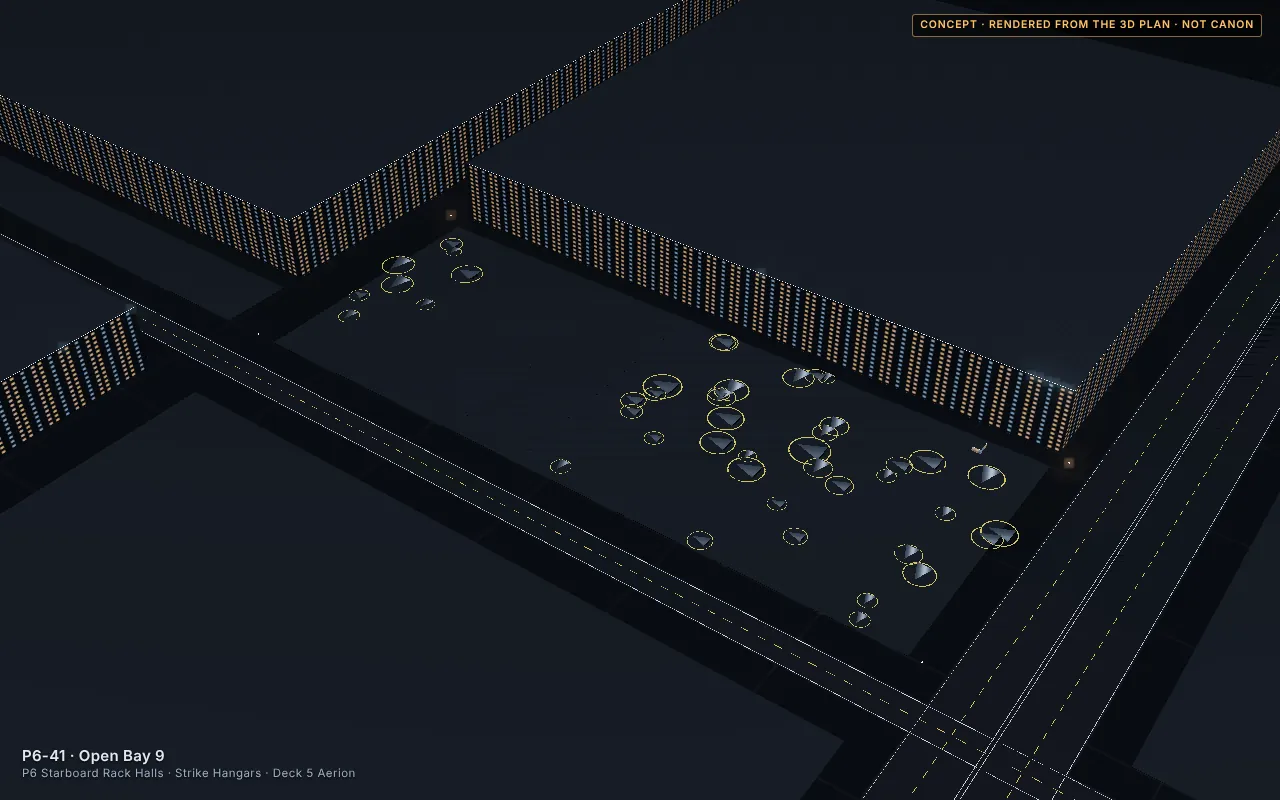 CONCEPT · RENDERED FROM THE 3D PLAN · NOT CANON
P6-41 · Open Bay 9
P6 Starboard Rack Halls · Strike Hangars · Deck 5 Aerion